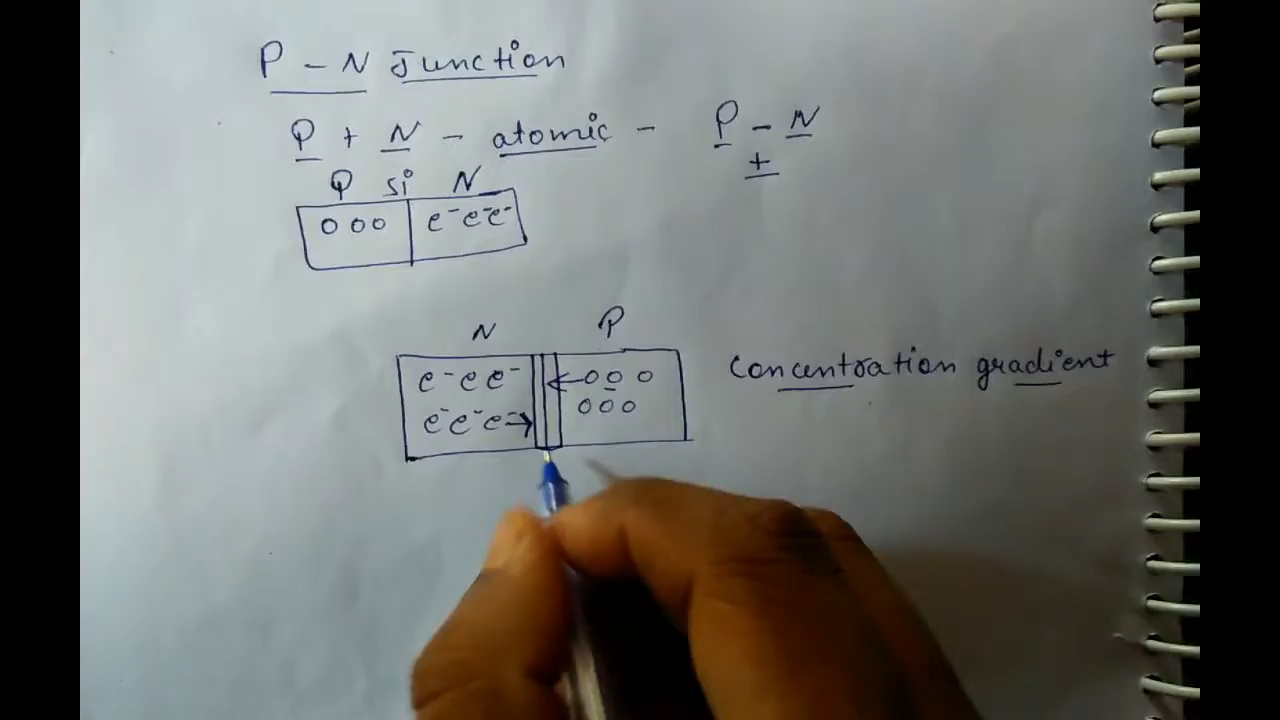 P - N Junction
P + N - atomic - P - N
+
P si N
o o o e⁻ e⁻ e⁻
N P
e⁻ e e⁻ o o o
e⁻ e⁻ e⁻ o o o
Concentration gradient